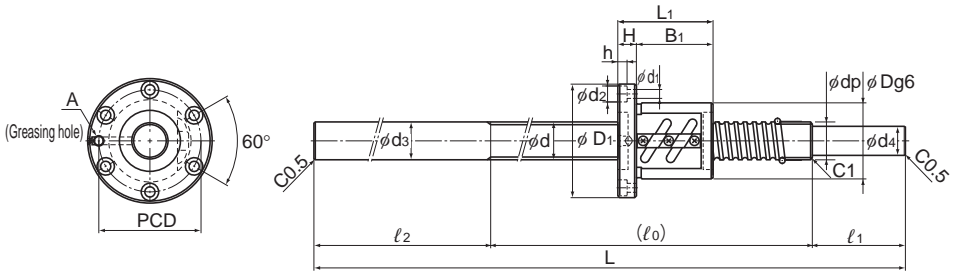 L1
H
B1
h
φd1
φd2
φdp
φDg6
A
(Greasing hole)
60°
φd3
φd
φD1
φd4
C0.5
C1
C0.5
PCD
ℓ2
(ℓ0)
ℓ1
L